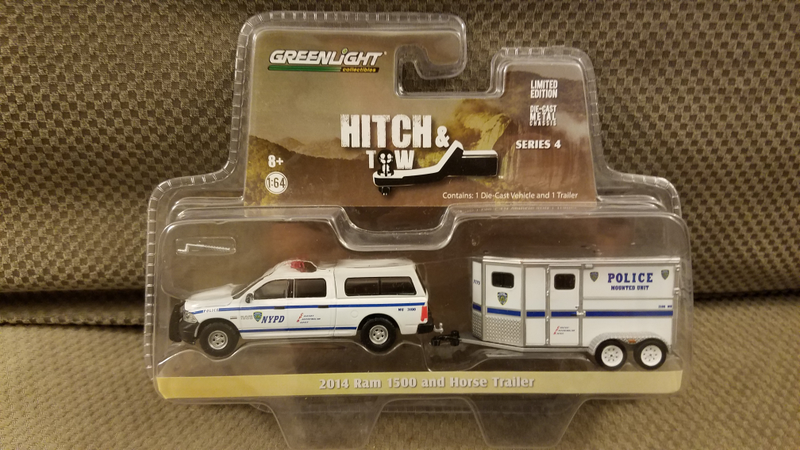 GREENLIGHT
collectibles
LIMITED
EDITION
DIE-CAST
METAL
CHASSIS
HITCH &
TOW
SERIES 4
8+
1:64
Contains: 1 Die-Cast Vehicle and 1 Trailer
POLICE
MOUNTED UNIT
NYPD
2014 Ram 1500 and Horse Trailer